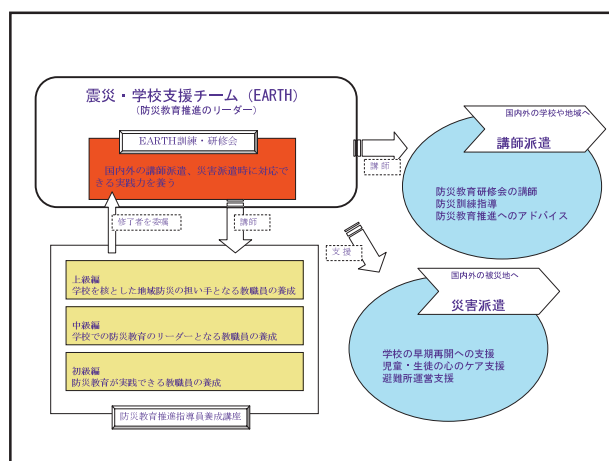 震災・学校支援チーム（EARTH）
（防災教育推進のリーダー）
EARTH訓練・研修会
国内外の講師派遣、災害派遣時に対応で
きる実践力を養う
修了者を委嘱
講師
講師
支援
国内外の学校や地域へ
講師派遣
防災教育研修会の講師
防災訓練指導
防災教育推進へのアドバイス
国内外の被災地へ
災害派遣
学校の早期再開への支援
児童・生徒の心のケア支援
避難所運営支援
上級編
学校を核とした地域防災の担い手となる教職員の養成
中級編
学校での防災教育のリーダーとなる教職員の養成
初級編
防災教育が実践できる教職員の養成
防災教育推進指導員養成講座